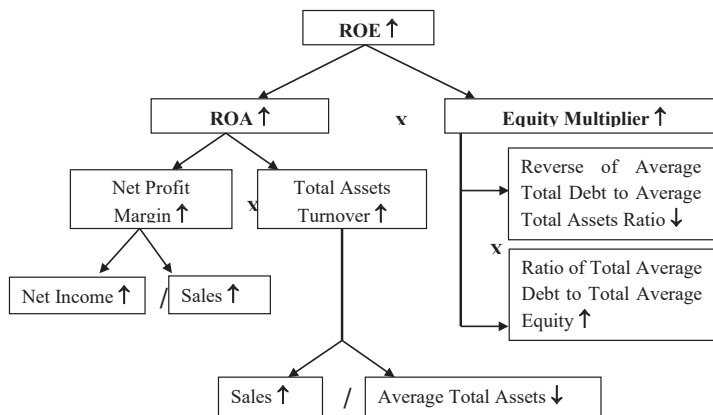 ROE ↑
ROA ↑
x
Equity Multiplier ↑
Net Profit
Margin ↑
x
Total Assets
Turnover ↑
Reverse of Average
Total Debt to Average
Total Assets Ratio ↓
x
Ratio of Total Average
Debt to Total Average
Equity ↑
Net Income ↑
/
Sales ↑
Sales ↑
/
Average Total Assets ↓